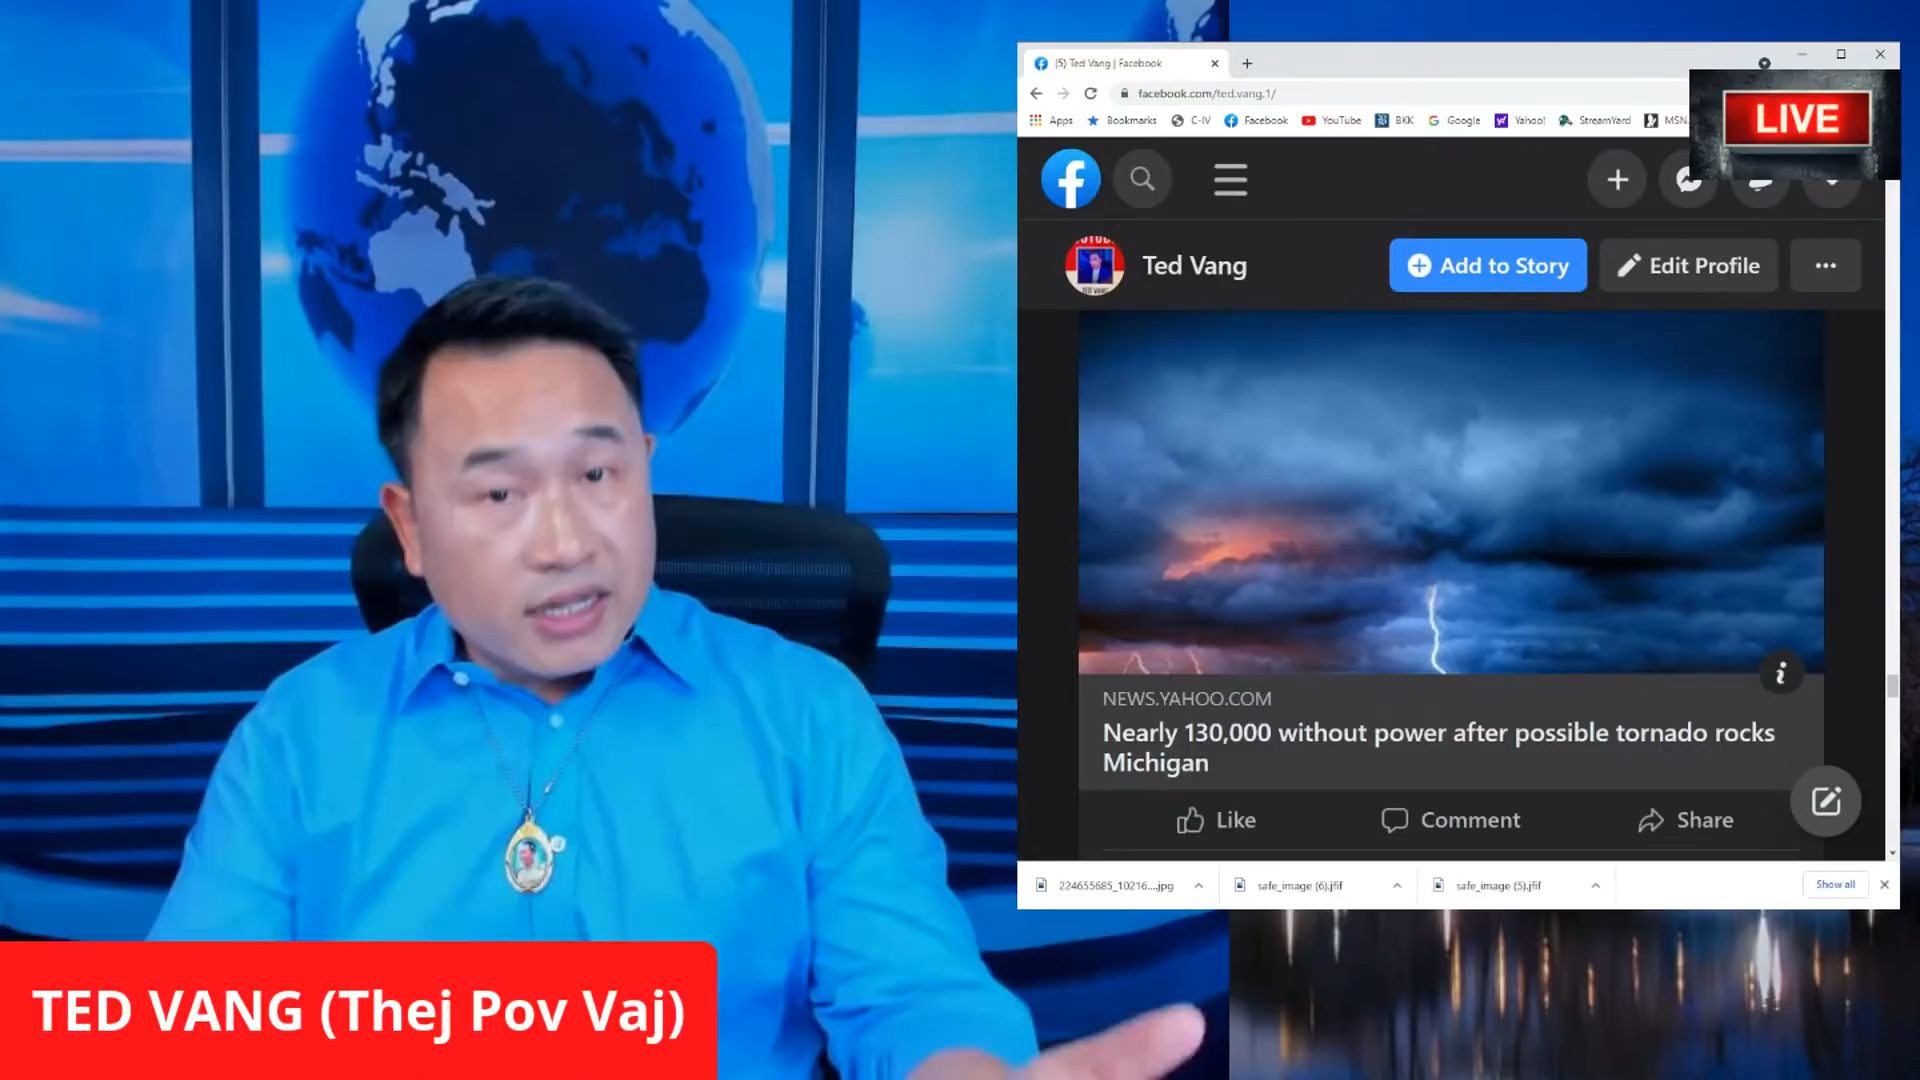 (5) Ted Vang | Facebook
facebook.com/ted.vang.1/
Apps Bookmarks C-IV Facebook YouTube BKK Google Yahoo! StreamYard MSN
LIVE
Ted Vang
Add to Story
Edit Profile
NEWS.YAHOO.COM
Nearly 130,000 without power after possible tornado rocks
Michigan
Like
Comment
Share
224655685_10216....jpg
safe_image (6).jfif
safe_image (5).jfif
Show all
TED VANG (Thej Pov Vaj)